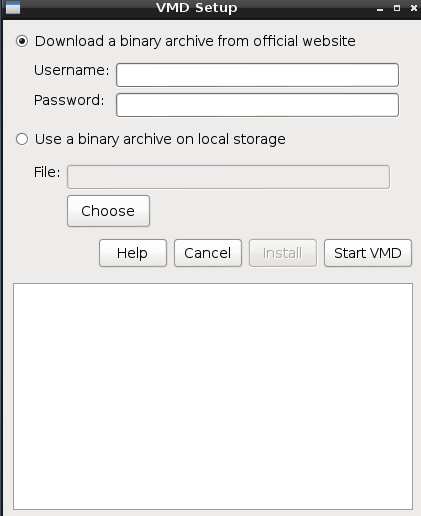 VMD Setup
Download a binary archive from official website
Username:
Password:
Use a binary archive on local storage
File:
Choose
Help Cancel Install Start VMD